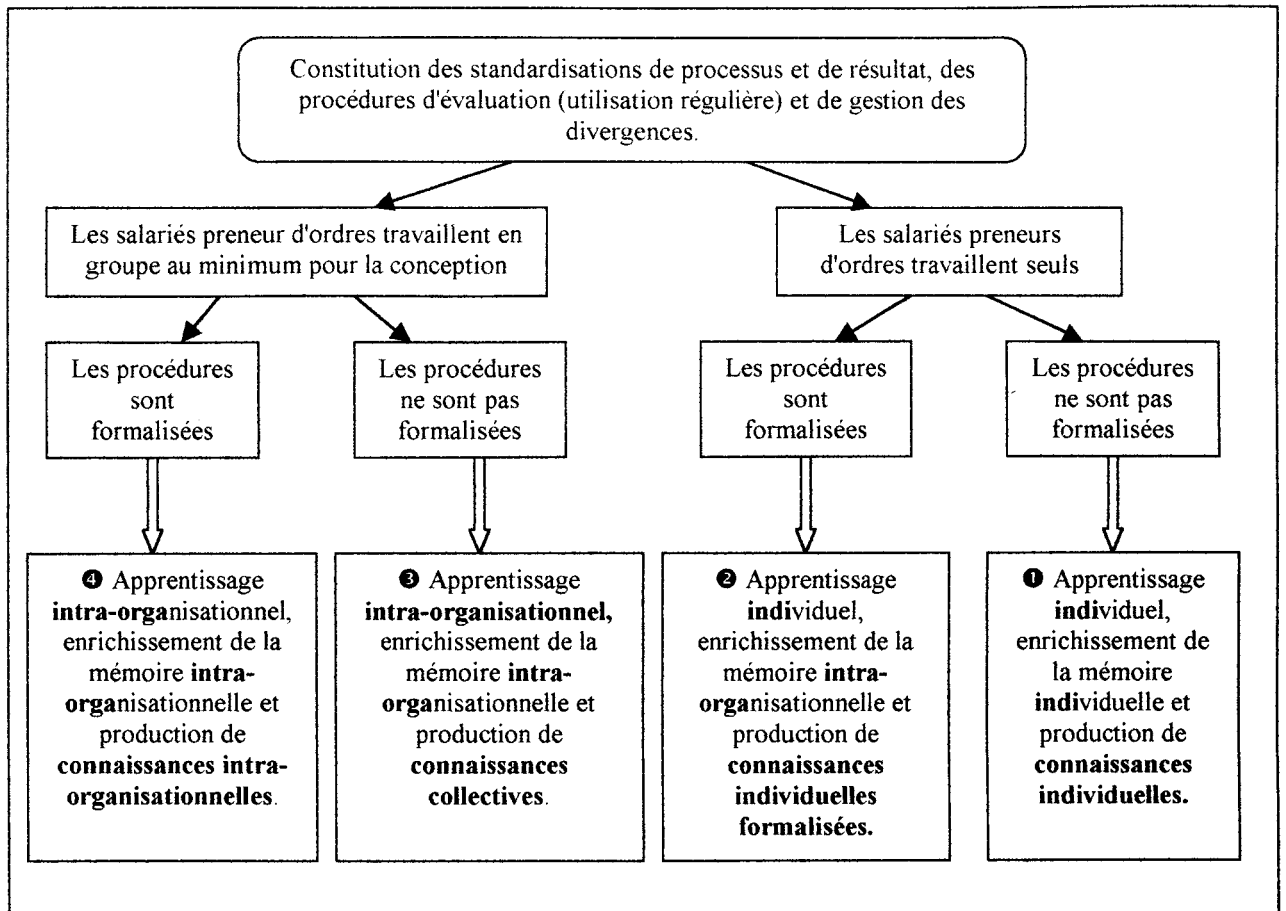 Constitution des standardisations de processus et de résultat, des
procédures d'évaluation (utilisation régulière) et de gestion des
divergences.
Les salariés preneur d'ordres travaillent en
groupe au minimum pour la conception
Les salariés preneurs
d'ordres travaillent seuls
Les procédures
sont
formalisées
Les procédures
ne sont pas
formalisées
Les procédures
sont
formalisées
Les procédures
ne sont pas
formalisées
❹ Apprentissage
intra-organisationnel,
enrichissement de la
mémoire intra-
organisationnelle et
production de
connaissances intra-
organisationnelles.
❸ Apprentissage
intra-organisationnel,
enrichissement de la
mémoire intra-
organisationnelle et
production de
connaissances
collectives.
❷ Apprentissage
individuel,
enrichissement de la
mémoire intra-
organisationnelle et
production de
connaissances
individuelles
formalisées.
❶ Apprentissage
individuel,
enrichissement de
la mémoire
individuelle et
production de
connaissances
individuelles.